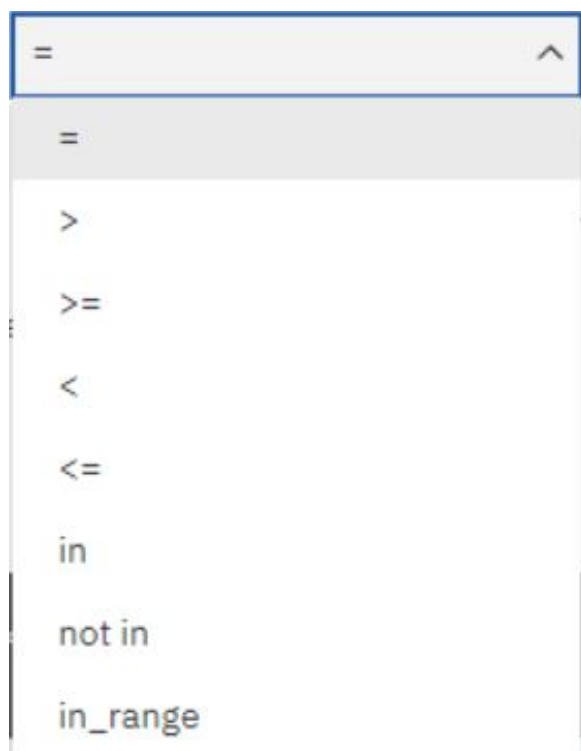 =
=
>
>=
<
<=
in
not in
in_range